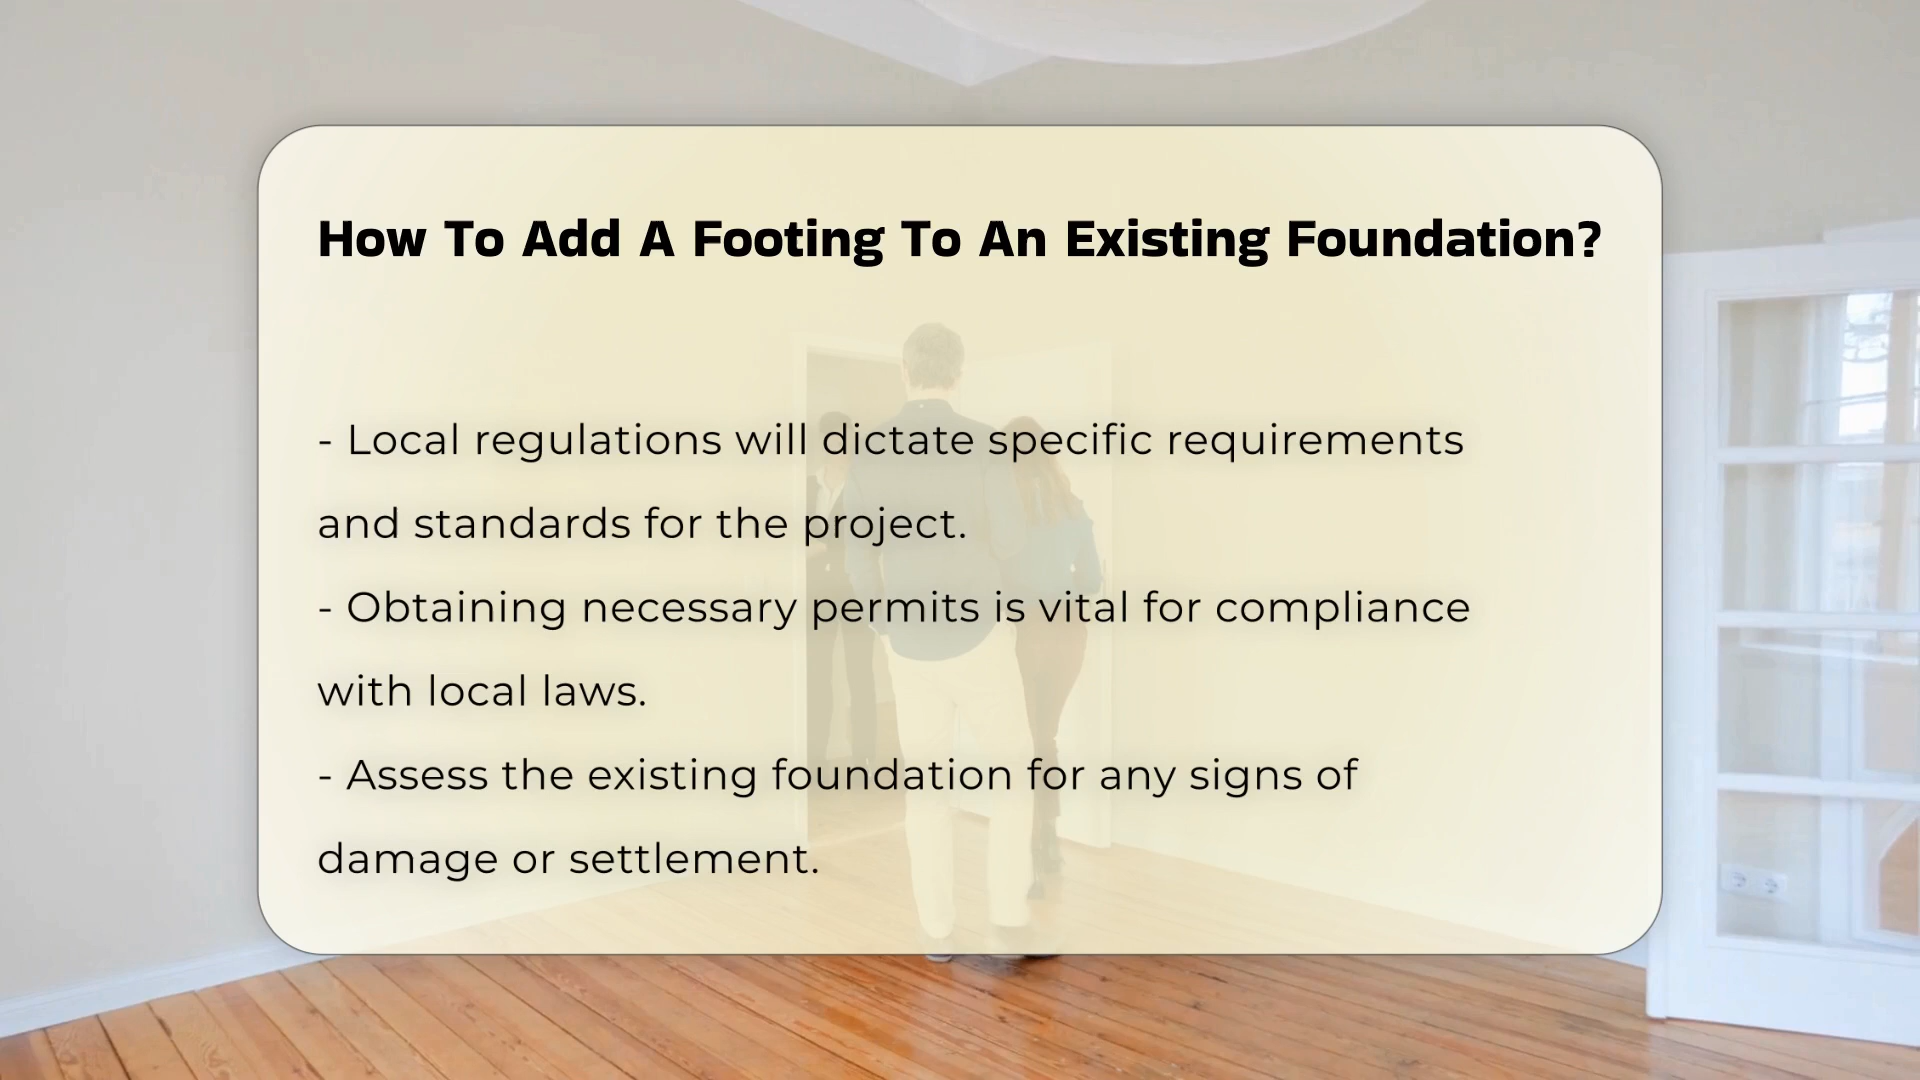 How To Add A Footing To An Existing Foundation?
- Local regulations will dictate specific requirements
and standards for the project.
- Obtaining necessary permits is vital for compliance
with local laws.
- Assess the existing foundation for any signs of
damage or settlement.